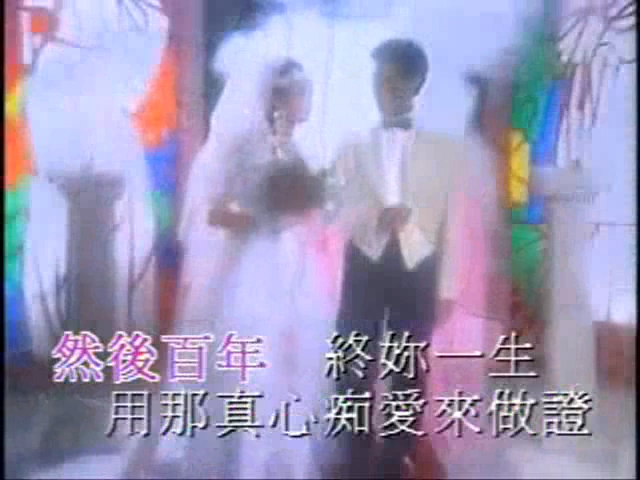 然後百年 終妳一生
用那真心痴愛來做證